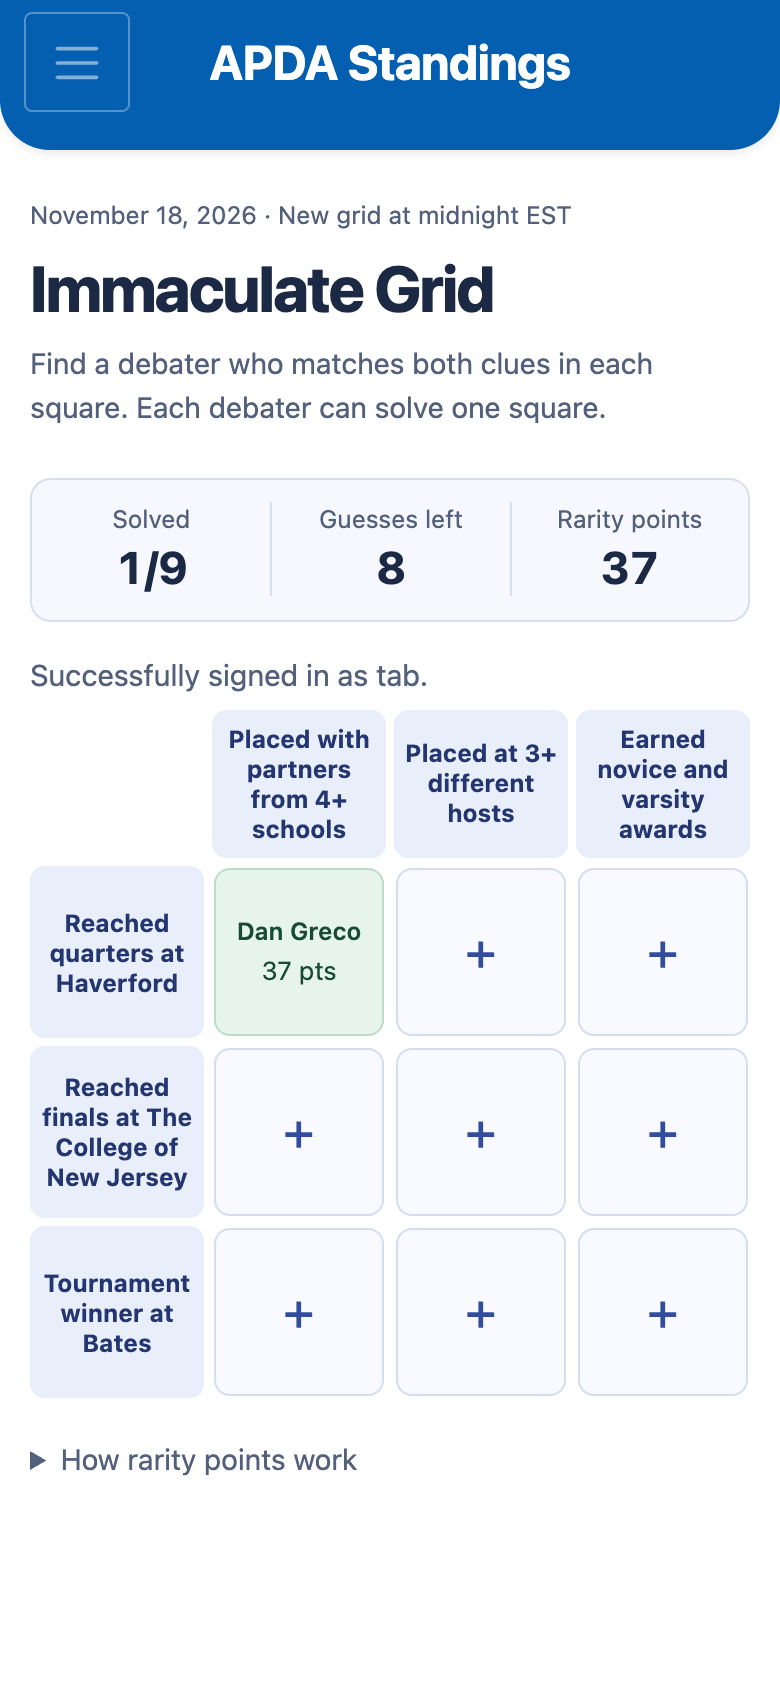 APDA Standings
November 18, 2026 · New grid at midnight EST
Immaculate Grid
Find a debater who matches both clues in each
square. Each debater can solve one square.
Solved
1/9
Guesses left
8
Rarity points
37
Successfully signed in as tab.
Placed with
partners
from 4+
schools
Placed at 3+
different
hosts
Earned
novice and
varsity
awards
Reached
quarters at
Haverford
Dan Greco
37 pts
+
+
Reached
finals at The
College of
New Jersey
+
+
+
Tournament
winner at
Bates
+
+
+
▶ How rarity points work